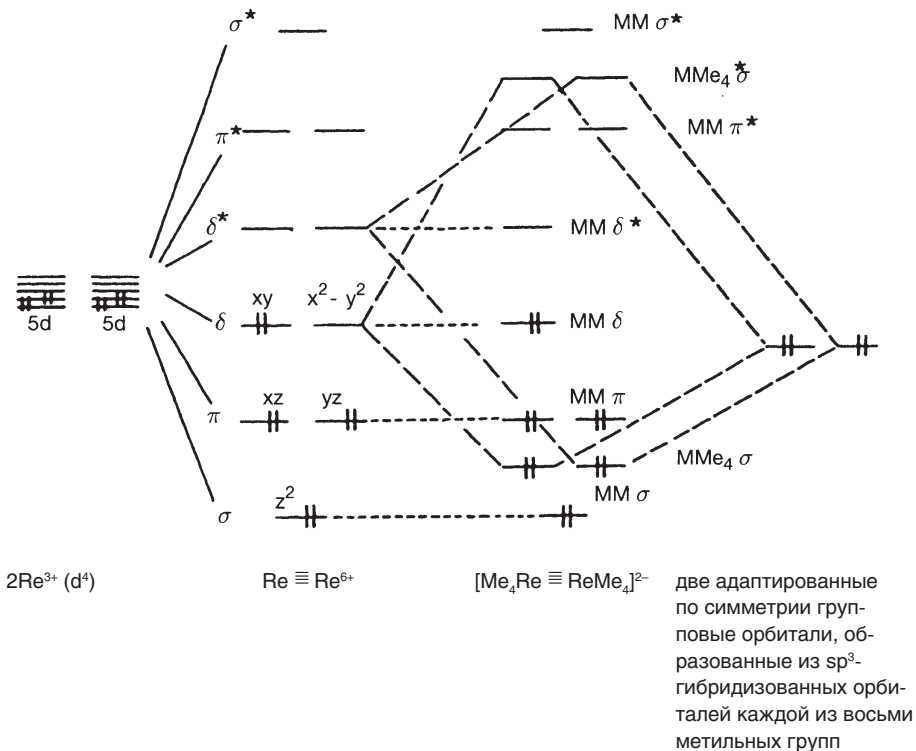 σ* MM σ*
MMe₄ σ*
π* MM π*
δ* MM δ*
xy x² - y²
5d 5d δ MM δ
xz yz MM π
π
MMe₄ σ
MM σ
z²
σ
2Re³⁺ (d⁴) Re ≣ Re⁶⁺ [Me₄Re ≣ ReMe₄]²⁻ две адаптированные
по симметрии груп-
повые орбитали, об-
разованные из sp³-
гибридизованных орби-
талей каждой из восьми
метильных групп